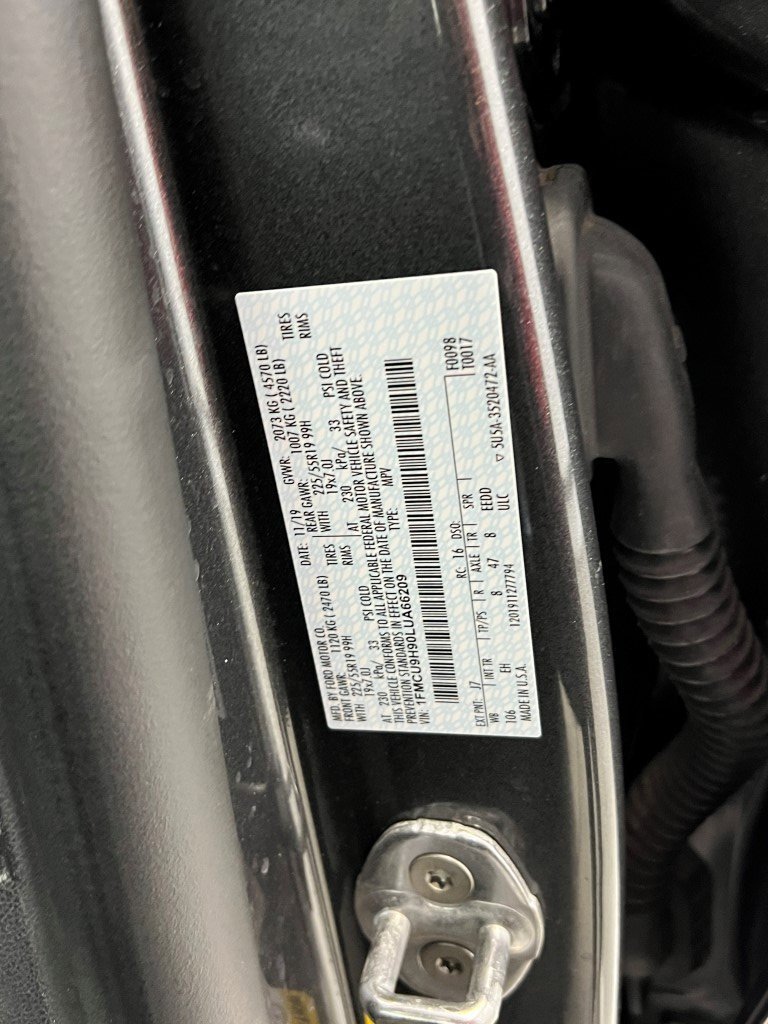 MFD. BY FORD MOTOR CO. DATE: 11/19 GVWR: 2073 KG ( 4570 LB)
FRONT GAWR: 1120 KG ( 2470 LB) REAR GAWR: 1007 KG ( 2220 LB)
WITH 225/55R19 99H TIRES WITH 225/55R19 99H TIRES
19x7.0J RIMS 19x7.0J RIMS
AT 230 kPa/ 33 PSI COLD AT 230 kPa/ 33 PSI COLD
THIS VEHICLE CONFORMS TO ALL APPLICABLE FEDERAL MOTOR VEHICLE SAFETY AND THEFT
PREVENTION STANDARDS IN EFFECT ON THE DATE OF MANUFACTURE SHOWN ABOVE.
VIN: 1FMCU9H90LUA66209 TYPE: MPV
F0098
T0017
EXT PNT: J7 RC: 16 DSO:
WB INT TR TP/PS R AXLE TR SPR
106 EH 8 47 8 EEDD
MADE IN U.S.A. 1201911277794 ULC ▽ 5U5A-3520472-AA